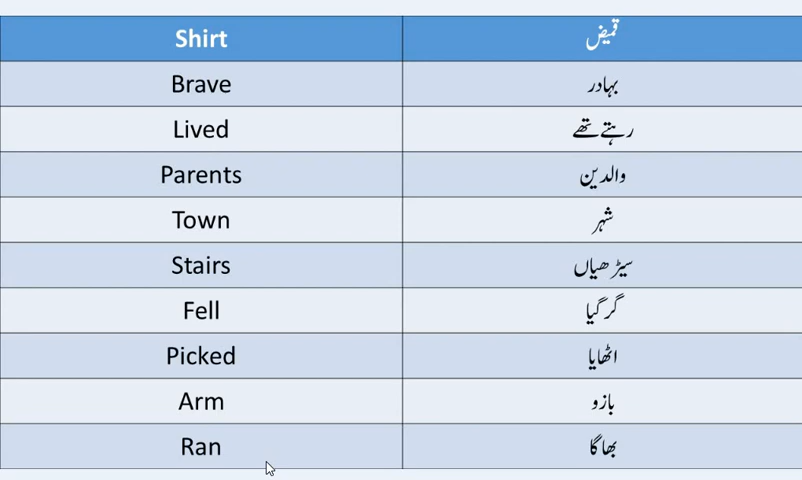 Shirt قمیض
Brave بہادر
Lived رہتے تھے
Parents والدین
Town شہر
Stairs سیڑھیاں
Fell گر گیا
Picked اٹھایا
Arm بازو
Ran بھاگا